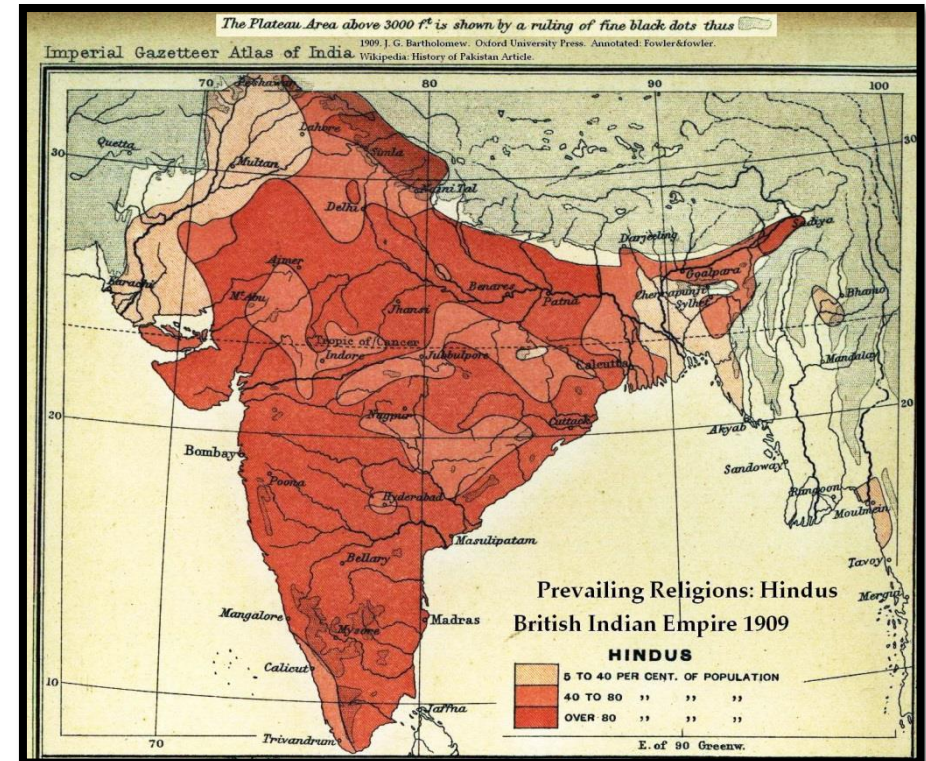 The Plateau Area above 3000 f.t is shown by a ruling of fine black dots thus
Imperial Gazetteer Atlas of India
1909. J. G. Bartholomew. Oxford University Press. Annotated: Fowler&fowler.
Wikipedia: History of Pakistan Article.
70 80 90 100
Peshawar
Lahore
30
Quetta
Simla
30
Multan
Naini Tal
Delhi
Sadiya
Darjeeling
Ajmer
Goalpara
Karachi
Mt. Abu
Benares
Patna
Cherrapunji
Sylhet
Bhamo
Jhansi
Tropic of Cancer
Indore
Jubbulpore
Calcutta
Mandalay
20
Nagpur
Cuttack
20
Akyab
Bombay
Sandoway
Poona
Hyderabad
Rangoon
Moulmein
Masulipatam
Bellary
Tavoy
Prevailing Religions: Hindus
Mergui
British Indian Empire 1909
Mangalore
Mysore
Madras
HINDUS
Calicut
5 TO 40 PER CENT. OF POPULATION
10
40 TO 80 ,, ,, ,,
Jaffna
OVER 80 ,, ,, ,,
Trivandrum
70 80 E. of 90 Greenw.